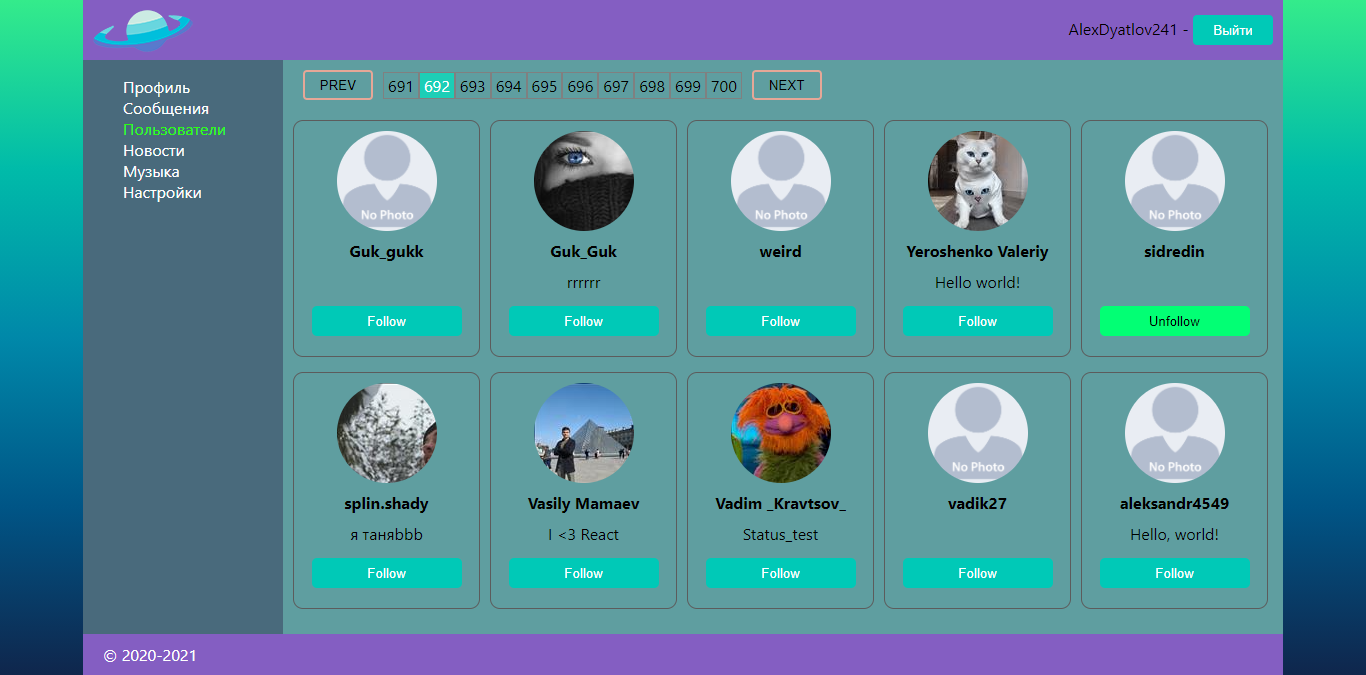 AlexDyatlov241 - Выйти
Профиль
Сообщения
Пользователи
Новости
Музыка
Настройки
PREV 691 692 693 694 695 696 697 698 699 700 NEXT
No Photo No Photo No Photo
Guk_gukk Guk_Guk weird Yeroshenko Valeriy sidredin
rrrrrr Hello world!
Follow Follow Follow Follow Unfollow
No Photo No Photo
splin.shady Vasily Mamaev Vadim _Kravtsov_ vadik27 aleksandr4549
я таняbbb I <3 React Status_test Hello, world!
Follow Follow Follow Follow Follow
© 2020-2021